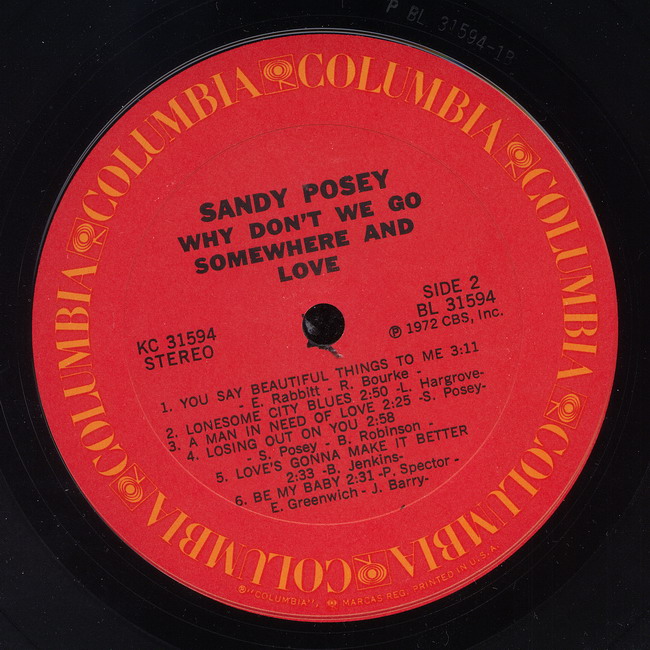 P BL 31594-1B
COLUMBIA COLUMBIA COLUMBIA COLUMBIA COLUMBIA COLUMBIA COLUMBIA
SANDY POSEY
WHY DON'T WE GO
SOMEWHERE AND
LOVE
KC 31594
STEREO
SIDE 2
BL 31594
℗ 1972 CBS, Inc.
1. YOU SAY BEAUTIFUL THINGS TO ME 3:11
- E. Rabbitt - R. Bourke -
2. LONESOME CITY BLUES 2:50 -L. Hargrove-
3. A MAN IN NEED OF LOVE 2:25 -S. Posey-
4. LOSING OUT ON YOU 2:58
- S. Posey - B. Robinson -
5. LOVE'S GONNA MAKE IT BETTER
2:33 -B. Jenkins-
6. BE MY BABY 2:31 -P. Spector -
E. Greenwich - J. Barry-
®"COLUMBIA", MARCAS REG. PRINTED IN U.S.A.